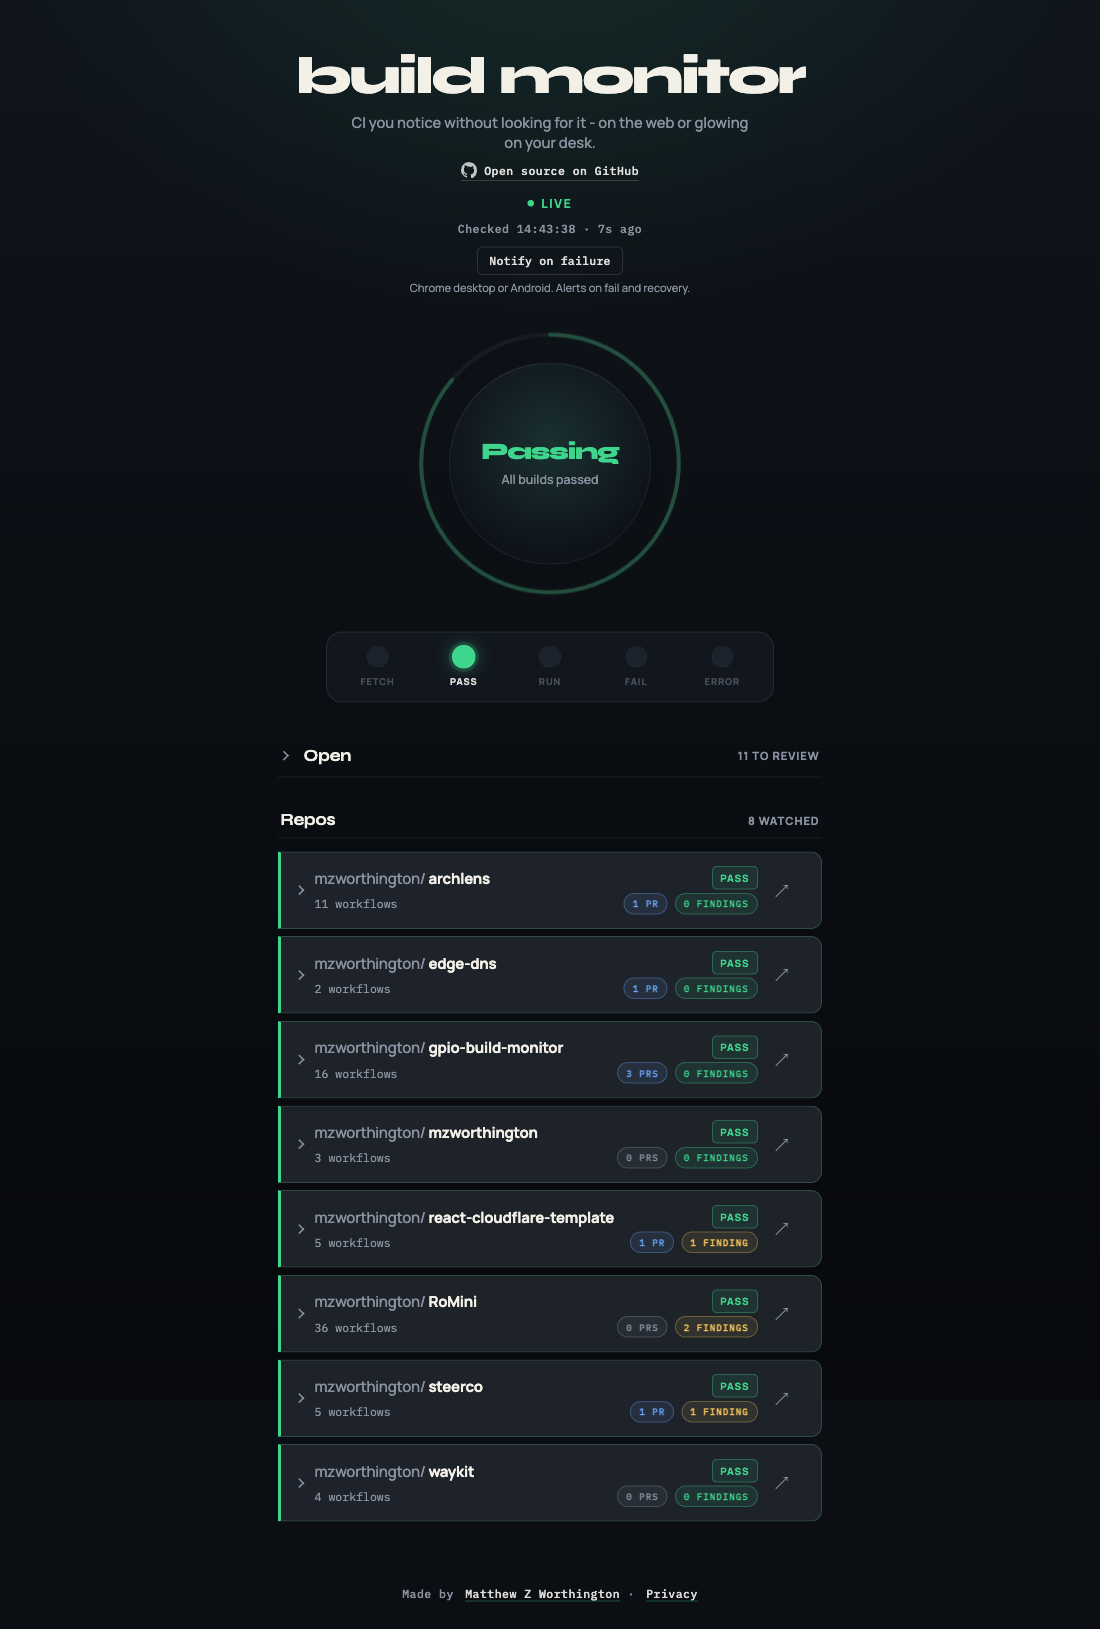 build monitor
CI you notice without looking for it - on the web or glowing
on your desk.
Open source on GitHub
LIVE
Checked 14:43:38 · 7s ago
Notify on failure
Chrome desktop or Android. Alerts on fail and recovery.
Passing
All builds passed
FETCH PASS RUN FAIL ERROR
Open 11 TO REVIEW
Repos 8 WATCHED
mzworthington/ archlens PASS
11 workflows 1 PR 0 FINDINGS
mzworthington/ edge-dns PASS
2 workflows 1 PR 0 FINDINGS
mzworthington/ gpio-build-monitor PASS
16 workflows 3 PRS 0 FINDINGS
mzworthington/ mzworthington PASS
3 workflows 0 PRS 0 FINDINGS
mzworthington/ react-cloudflare-template PASS
5 workflows 1 PR 1 FINDING
mzworthington/ RoMini PASS
36 workflows 0 PRS 2 FINDINGS
mzworthington/ steerco PASS
5 workflows 1 PR 1 FINDING
mzworthington/ waykit PASS
4 workflows 0 PRS 0 FINDINGS
Made by Matthew Z Worthington · Privacy